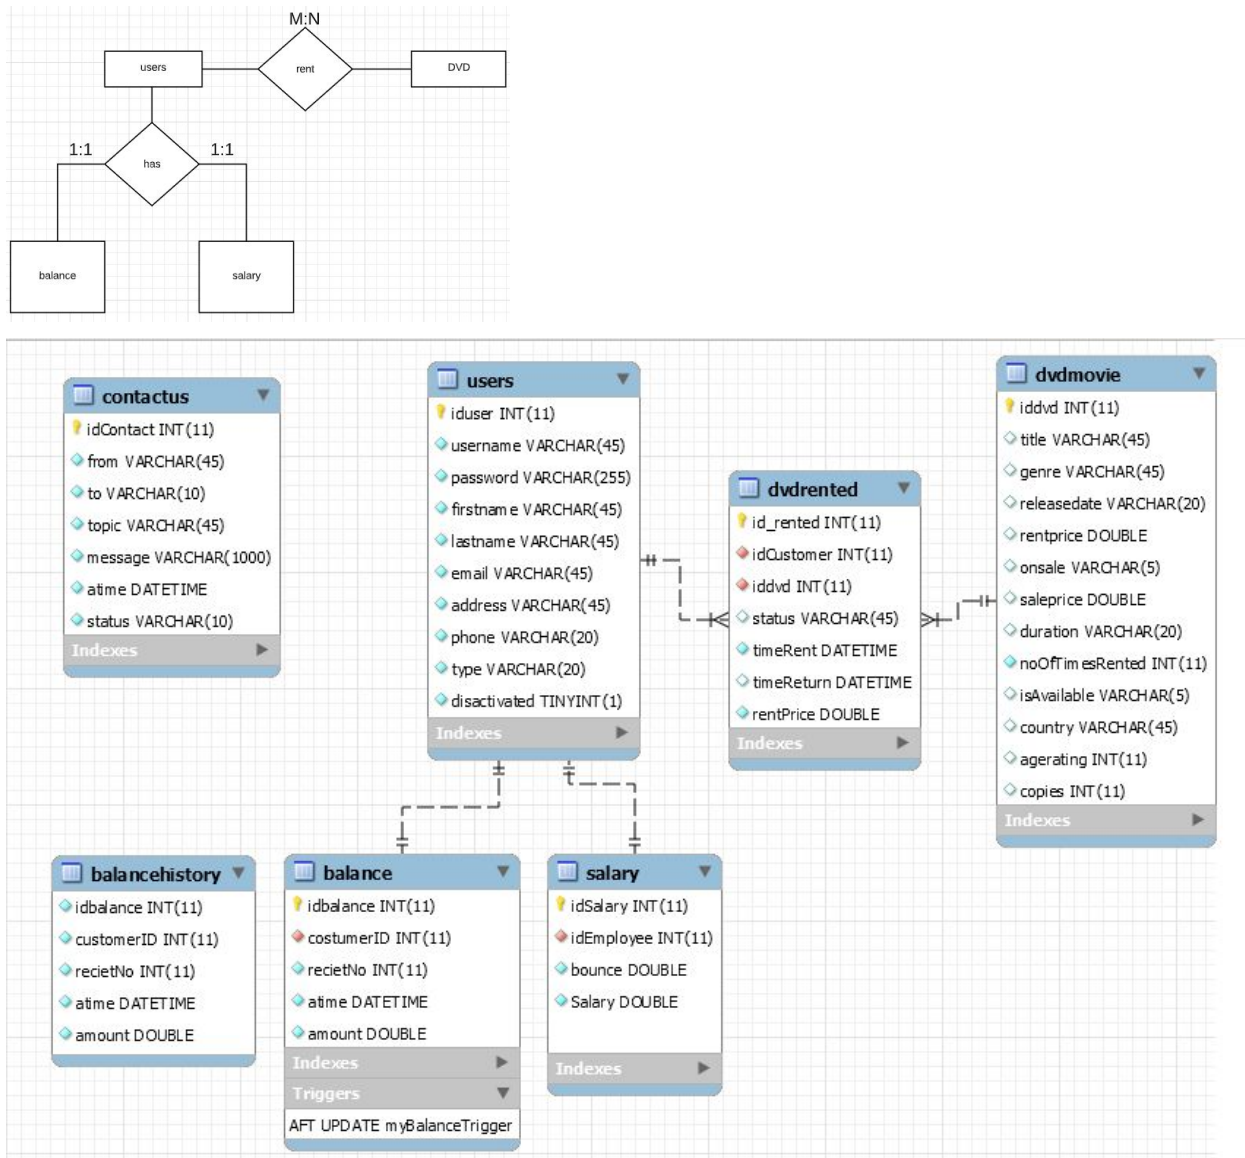 M:N
users
rent
DVD
1:1
has
1:1
balance
salary
contactus
idContact INT(11)
from VARCHAR(45)
to VARCHAR(10)
topic VARCHAR(45)
message VARCHAR(1000)
atime DATETIME
status VARCHAR(10)
Indexes
users
iduser INT(11)
username VARCHAR(45)
password VARCHAR(255)
firstname VARCHAR(45)
lastname VARCHAR(45)
email VARCHAR(45)
address VARCHAR(45)
phone VARCHAR(20)
type VARCHAR(20)
disactivated TINYINT(1)
Indexes
dvdrented
id_rented INT(11)
idCustomer INT(11)
iddvd INT(11)
status VARCHAR(45)
timeRent DATETIME
timeReturn DATETIME
rentPrice DOUBLE
Indexes
dvdmovie
iddvd INT(11)
title VARCHAR(45)
genre VARCHAR(45)
releasedate VARCHAR(20)
rentprice DOUBLE
onsale VARCHAR(5)
saleprice DOUBLE
duration VARCHAR(20)
noOfTimesRented INT(11)
isAvailable VARCHAR(5)
country VARCHAR(45)
agerating INT(11)
copies INT(11)
Indexes
balancehistory
idbalance INT(11)
customerID INT(11)
recietNo INT(11)
atime DATETIME
amount DOUBLE
balance
idbalance INT(11)
costumerID INT(11)
recietNo INT(11)
atime DATETIME
amount DOUBLE
Indexes
Triggers
AFT UPDATE myBalanceTrigger
salary
idSalary INT(11)
idEmployee INT(11)
bounce DOUBLE
Salary DOUBLE
Indexes